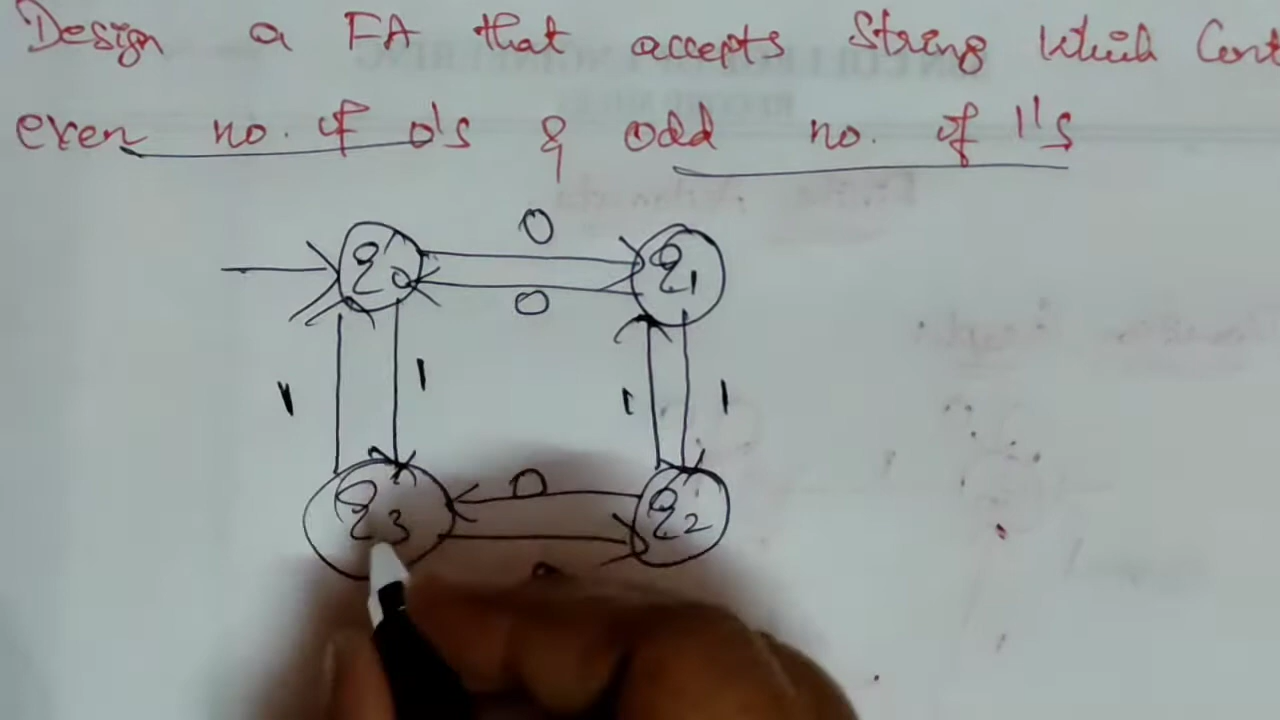 Design a FA that accepts String which Cont
even no. of 0's & odd no. of 1's
0
q0 q1
0
1 1 1 1
0
q3 q2